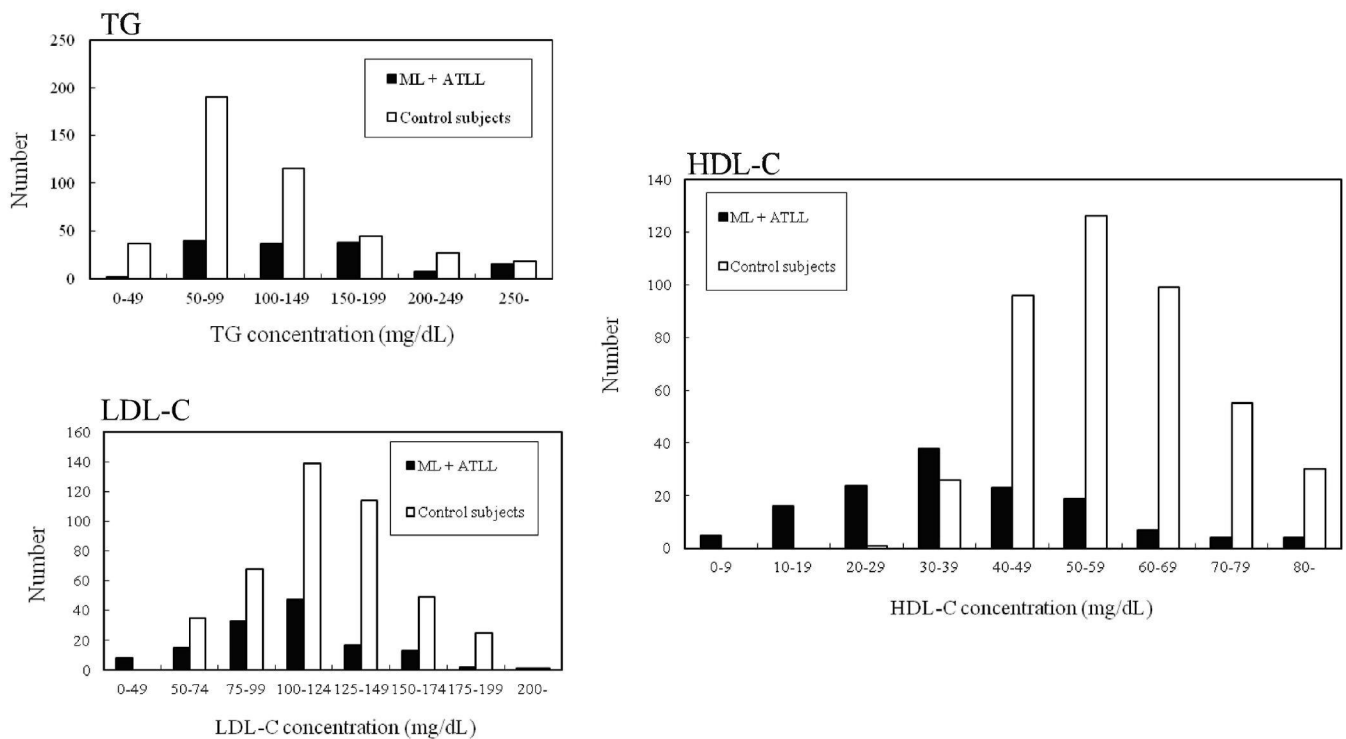 TG
250
200
150
100
50
0
Number
ML + ATLL
Control subjects
0-49 50-99 100-149 150-199 200-249 250-
TG concentration (mg/dL)
LDL-C
160
140
120
100
80
60
40
20
0
Number
ML + ATLL
Control subjects
0-49 50-74 75-99 100-124 125-149 150-174 175-199 200-
LDL-C concentration (mg/dL)
HDL-C
140
120
100
80
60
40
20
0
Number
ML + ATLL
Control subjects
0-9 10-19 20-29 30-39 40-49 50-59 60-69 70-79 80-
HDL-C concentration (mg/dL)